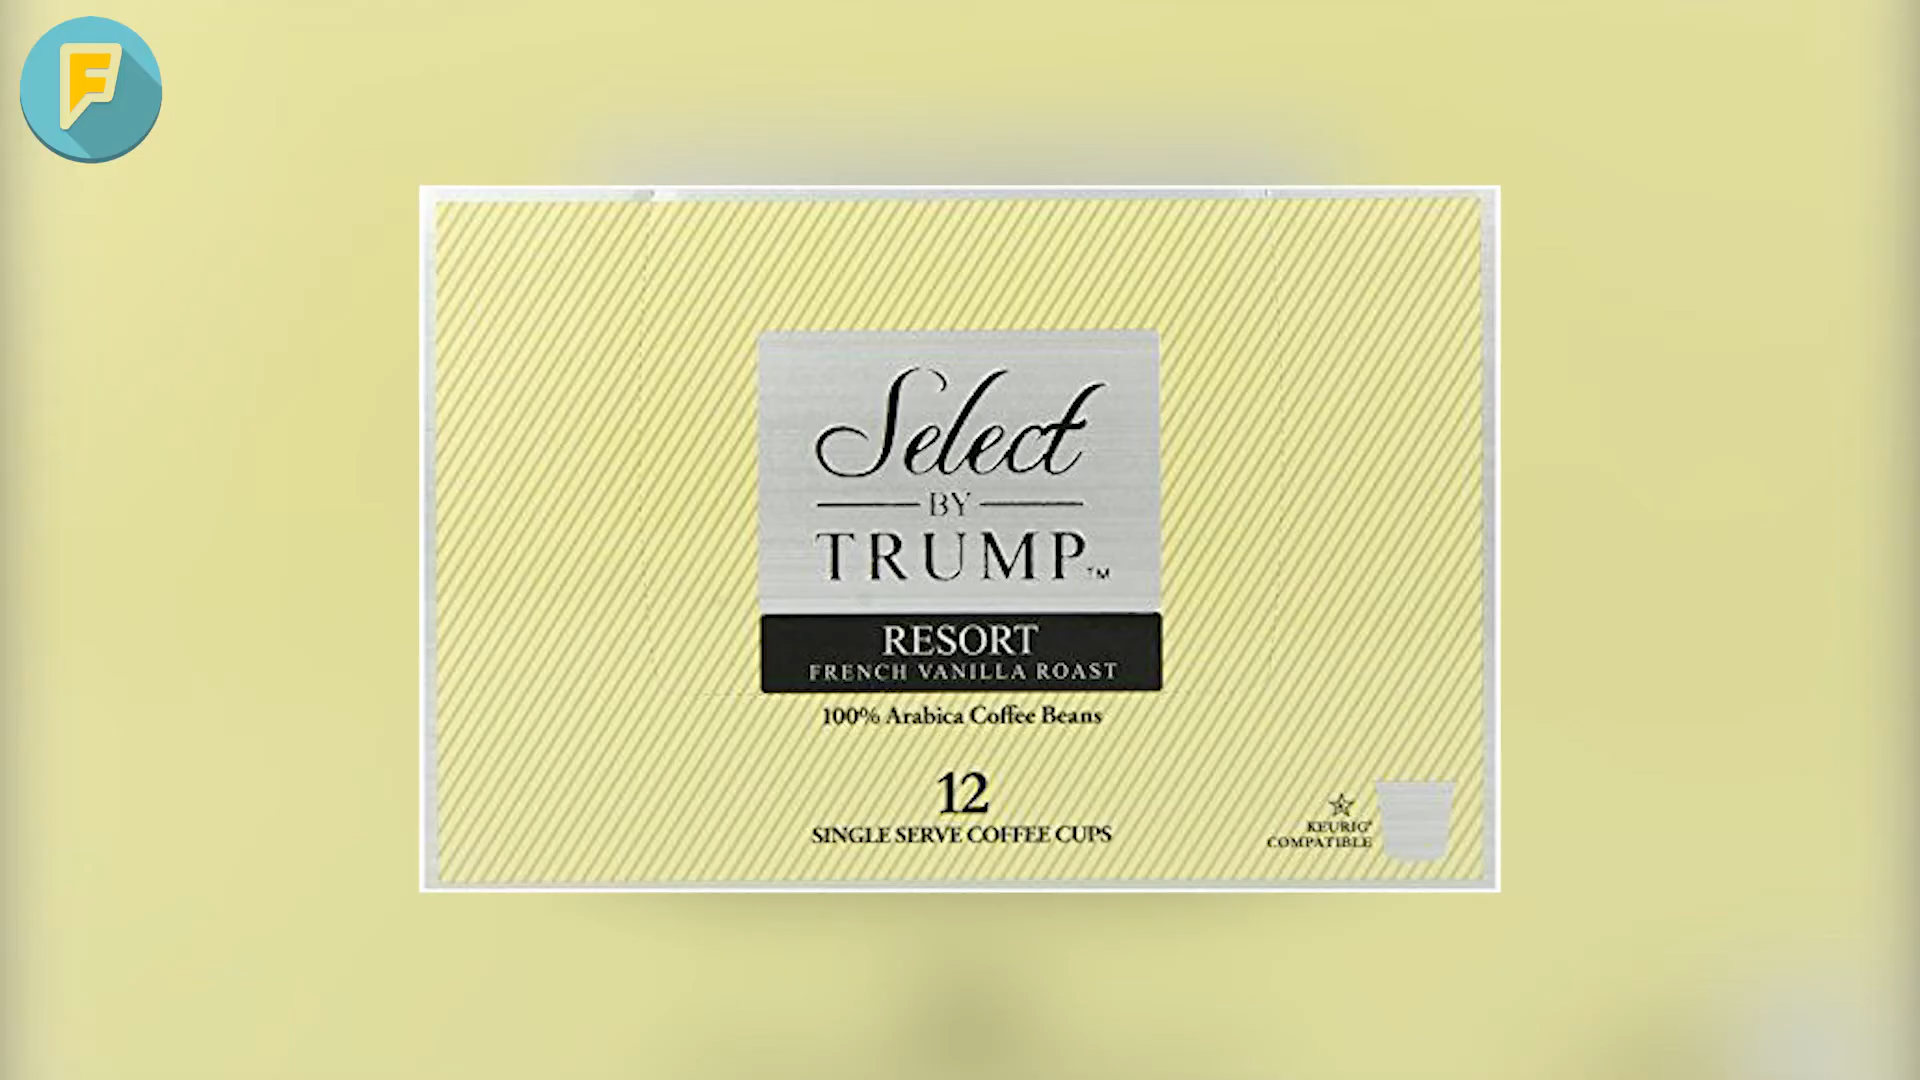 F
Select
BY
TRUMP™
RESORT
FRENCH VANILLA ROAST
100% Arabica Coffee Beans
12
SINGLE SERVE COFFEE CUPS
KEURIG®
COMPATIBLE